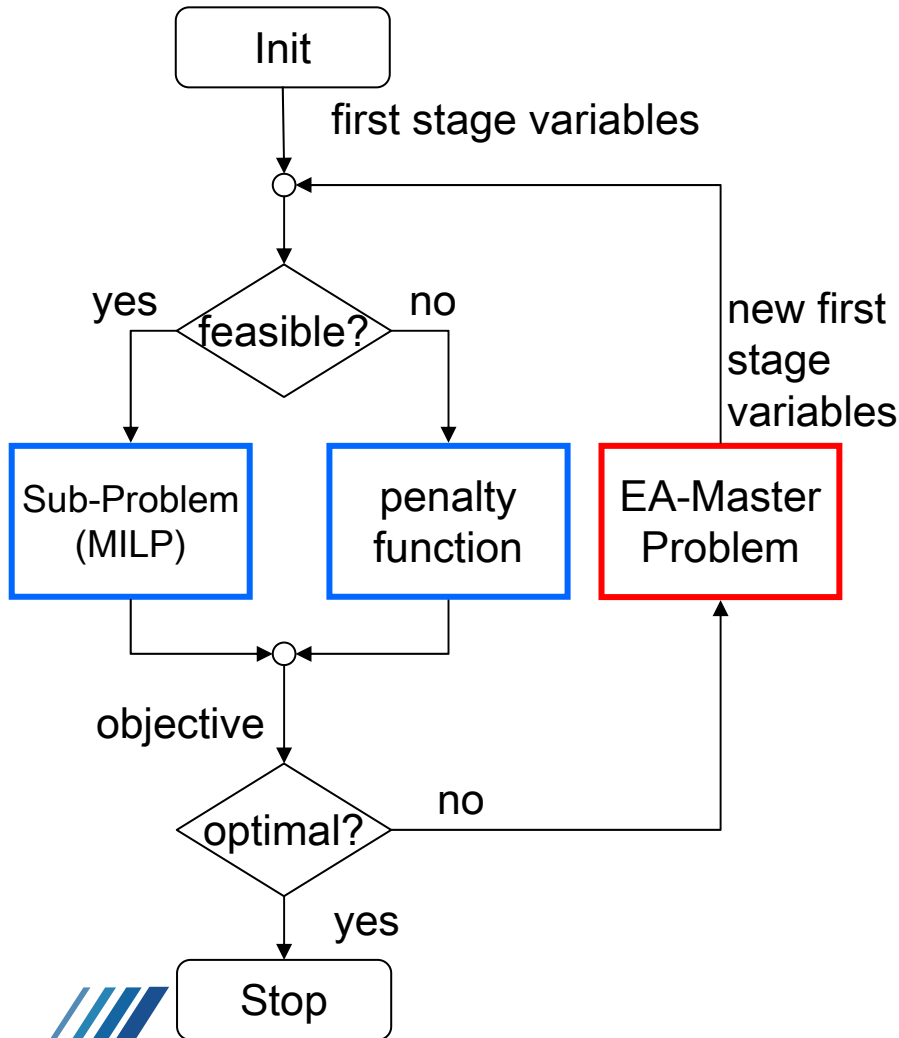 Init
first stage variables
yes
no
feasible?
new first
stage
variables
Sub-Problem
(MILP)
penalty
function
EA-Master
Problem
objective
no
optimal?
yes
Stop